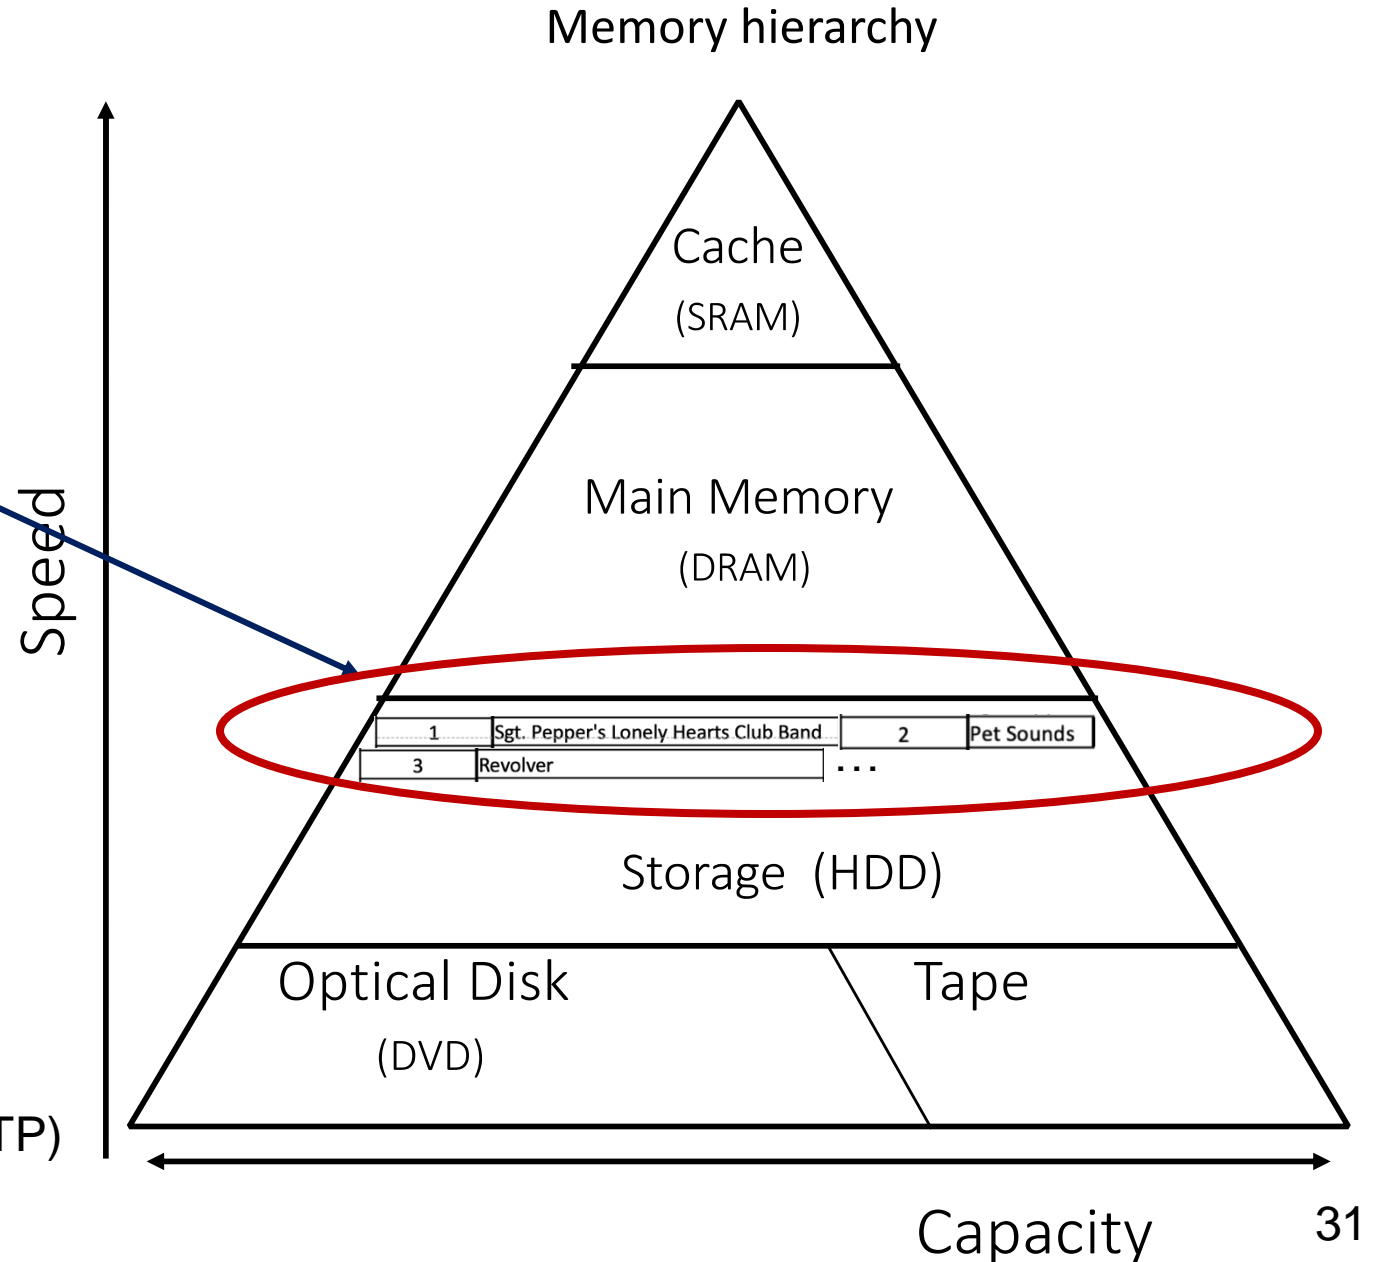 Memory hierarchy
Cache
(SRAM)
Main Memory
(DRAM)
Speed
1 Sgt. Pepper's Lonely Hearts Club Band 2 Pet Sounds
3 Revolver ...
Storage (HDD)
Optical Disk Tape
(DVD)
TP)
Capacity 31